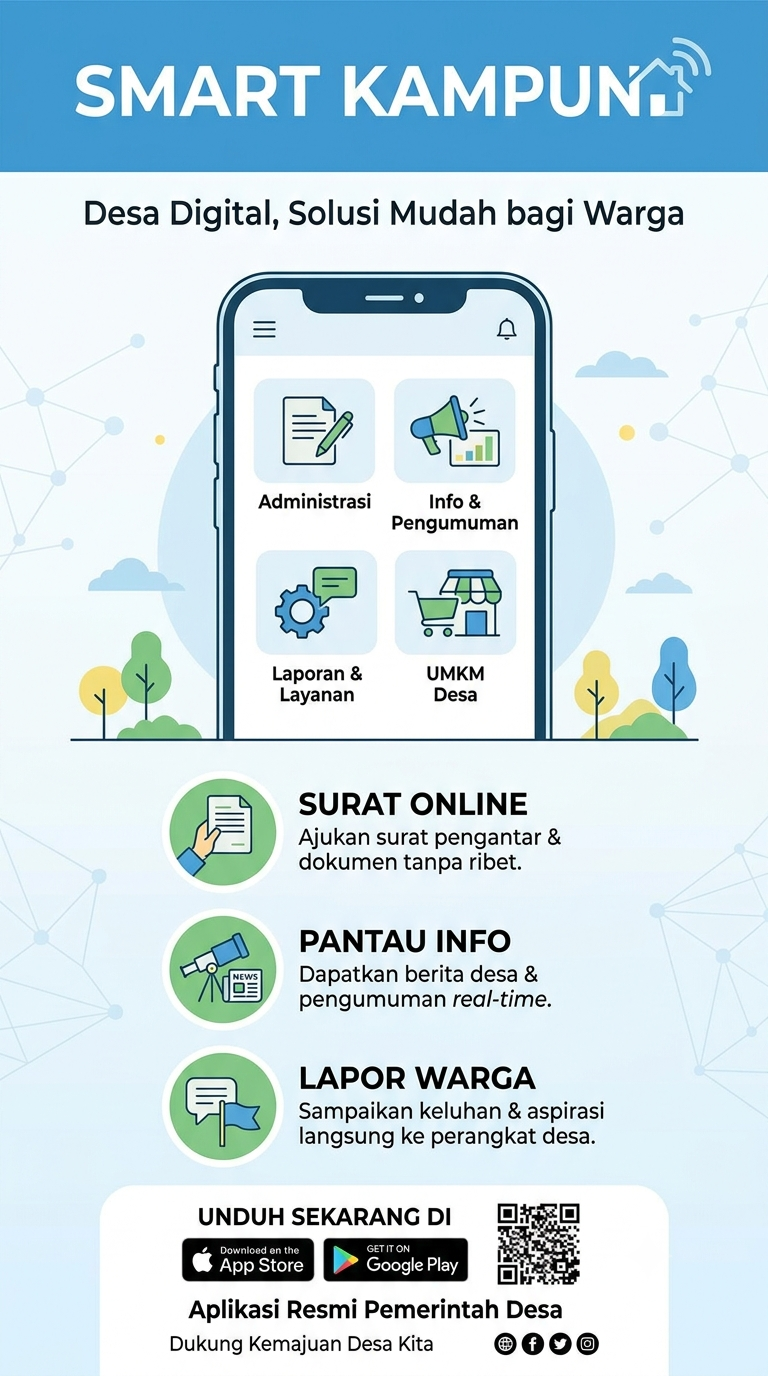 SMART KAMPUN
Desa Digital, Solusi Mudah bagi Warga
Administrasi
Info &
Pengumuman
Laporan &
Layanan
UMKM
Desa
SURAT ONLINE
Ajukan surat pengantar &
dokumen tanpa ribet.
PANTAU INFO
NEWS
Dapatkan berita desa &
pengumuman real-time.
LAPOR WARGA
Sampaikan keluhan & aspirasi
langsung ke perangkat desa.
UNDUH SEKARANG DI
Download en the
App Store
GET IT ON
Google Play
Aplikasi Resmi Pemerintah Desa
Dukung Kemajuan Desa Kita